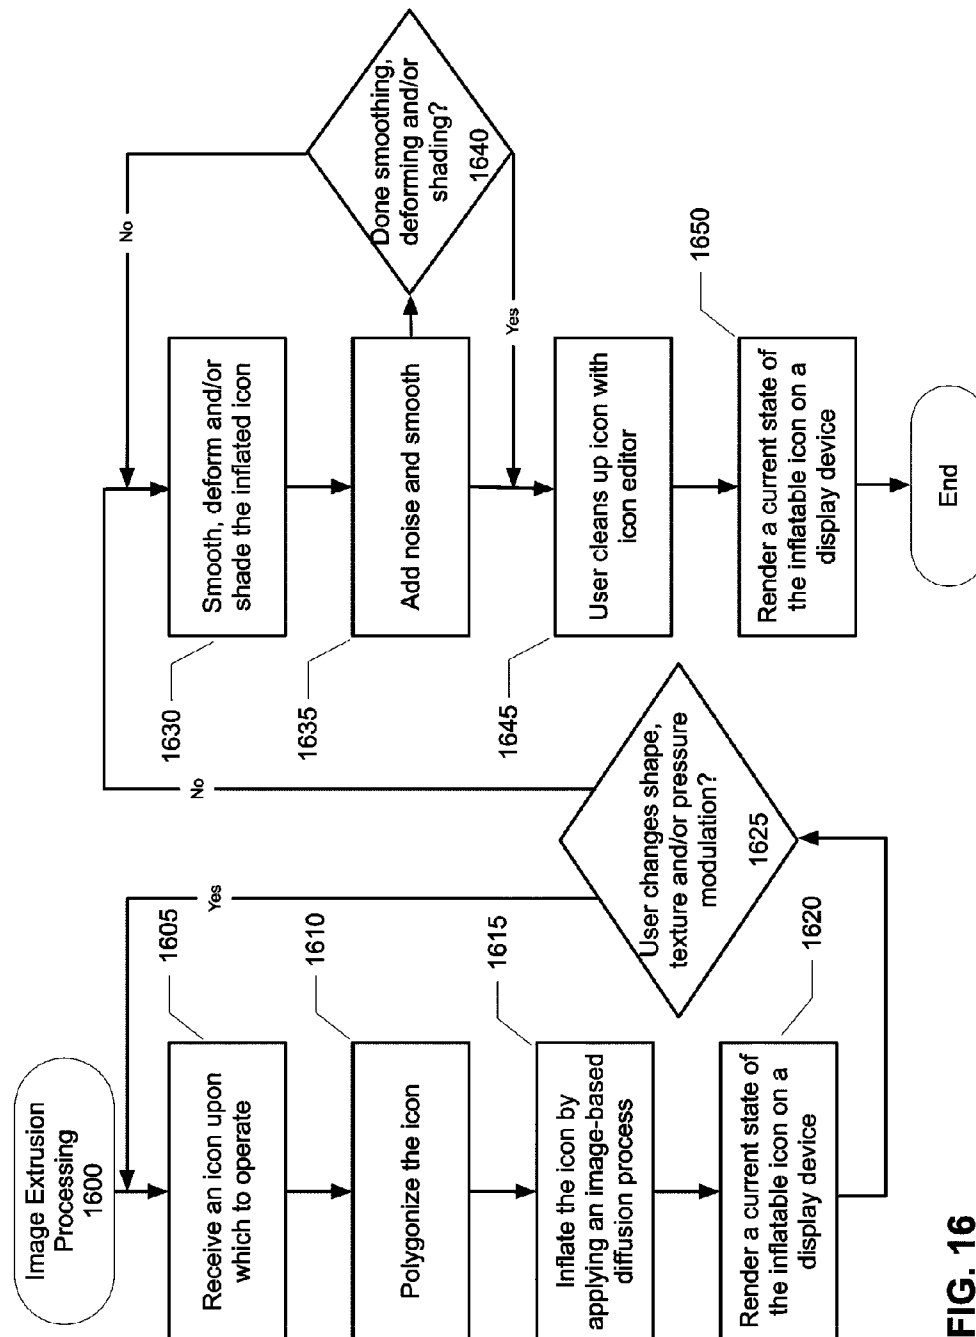 Image Extrusion
Processing
1600
Receive an icon upon
which to operate
1605
Polygonize the icon
1610
Inflate the icon by
applying an image-based
diffusion process
1615
Render a current state of
the inflatable icon on a
display device
1620
User changes shape,
texture and/or pressure
modulation?
1625
Yes
No
Smooth, deform and/or
shade the inflated icon
1630
Add noise and smooth
1635
Done smoothing,
deforming and/or
shading?
1640
No
Yes
User cleans up icon with
icon editor
1645
Render a current state of
the inflatable icon on a
display device
1650
End
FIG. 16